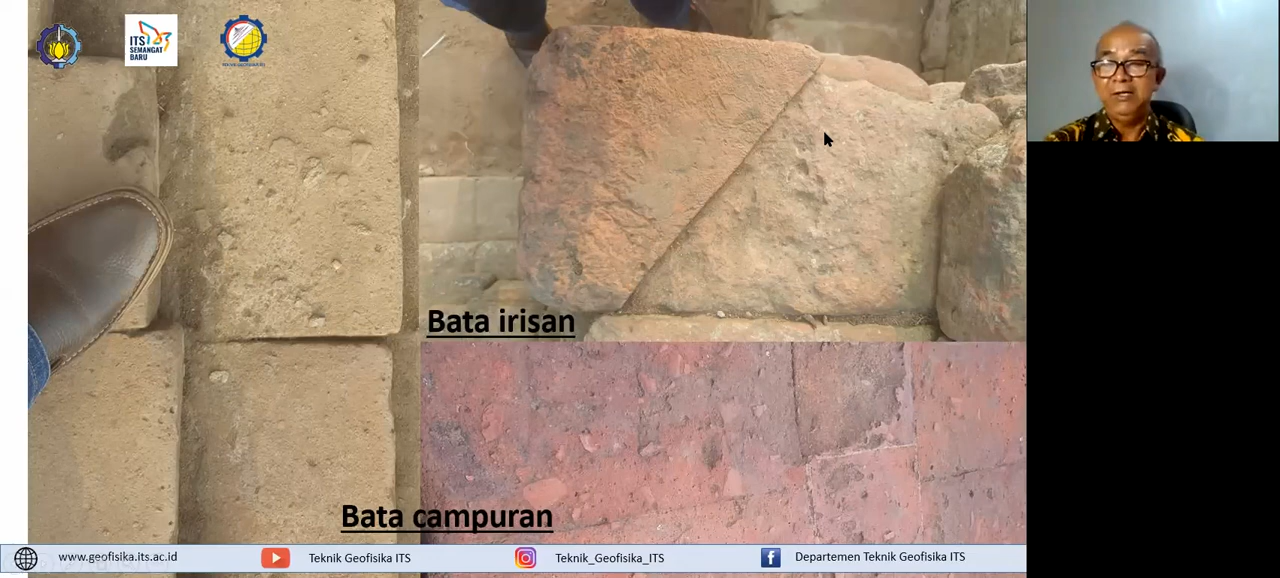 ITS
SEMANGAT
BARU
Bata irisan
Bata campuran
www.geofisika.its.ac.id
Teknik Geofisika ITS
Teknik_Geofisika_ITS
Departemen Teknik Geofisika ITS